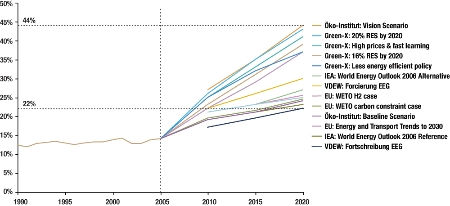 50%
45%
44%
40%
35%
30%
25%
22%
20%
15%
10%
5%
0%
1990 1995 2000 2005 2010 2015 2020
Öko-Institut: Vision Scenario
Green-X: 20% RES by 2020
Green-X: High prices & fast learning
Green-X: 16% RES by 2020
Green-X: Less energy efficient policy
IEA: World Energy Outlook 2006 Alternative
VDEW: Forcierung EEG
EU: WETO H2 case
EU: WETO carbon constraint case
Öko-Institut: Baseline Scenario
EU: Energy and Transport Trends to 2030
IEA: World Energy Outlook 2006 Reference
VDEW: Fortschreibung EEG